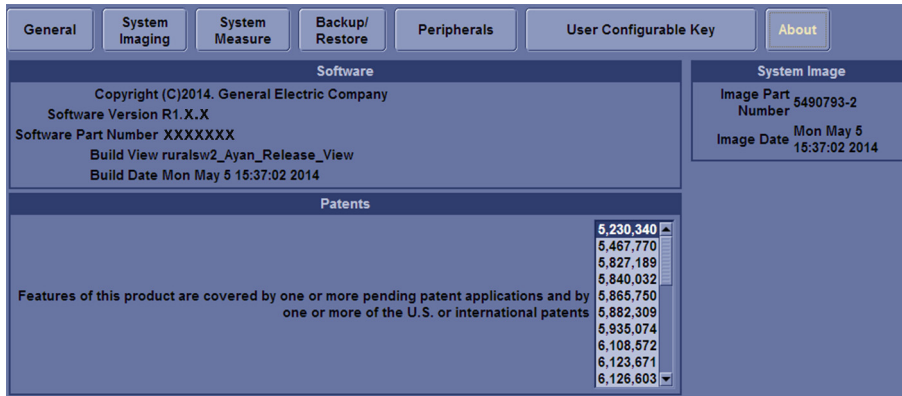 General
System
Imaging
System
Measure
Backup/
Restore
Peripherals
User Configurable Key
About
Software
Copyright (C)2014. General Electric Company
Software Version R1.X.X
Software Part Number XXXXXXX
Build View ruralsw2_Ayan_Release_View
Build Date Mon May 5 15:37:02 2014
System Image
Image Part
Number 5490793-2
Image Date Mon May 5
15:37:02 2014
Patents
Features of this product are covered by one or more pending patent applications and by
one or more of the U.S. or international patents
5,230,340
5,467,770
5,827,189
5,840,032
5,865,750
5,882,309
5,935,074
6,108,572
6,123,671
6,126,603